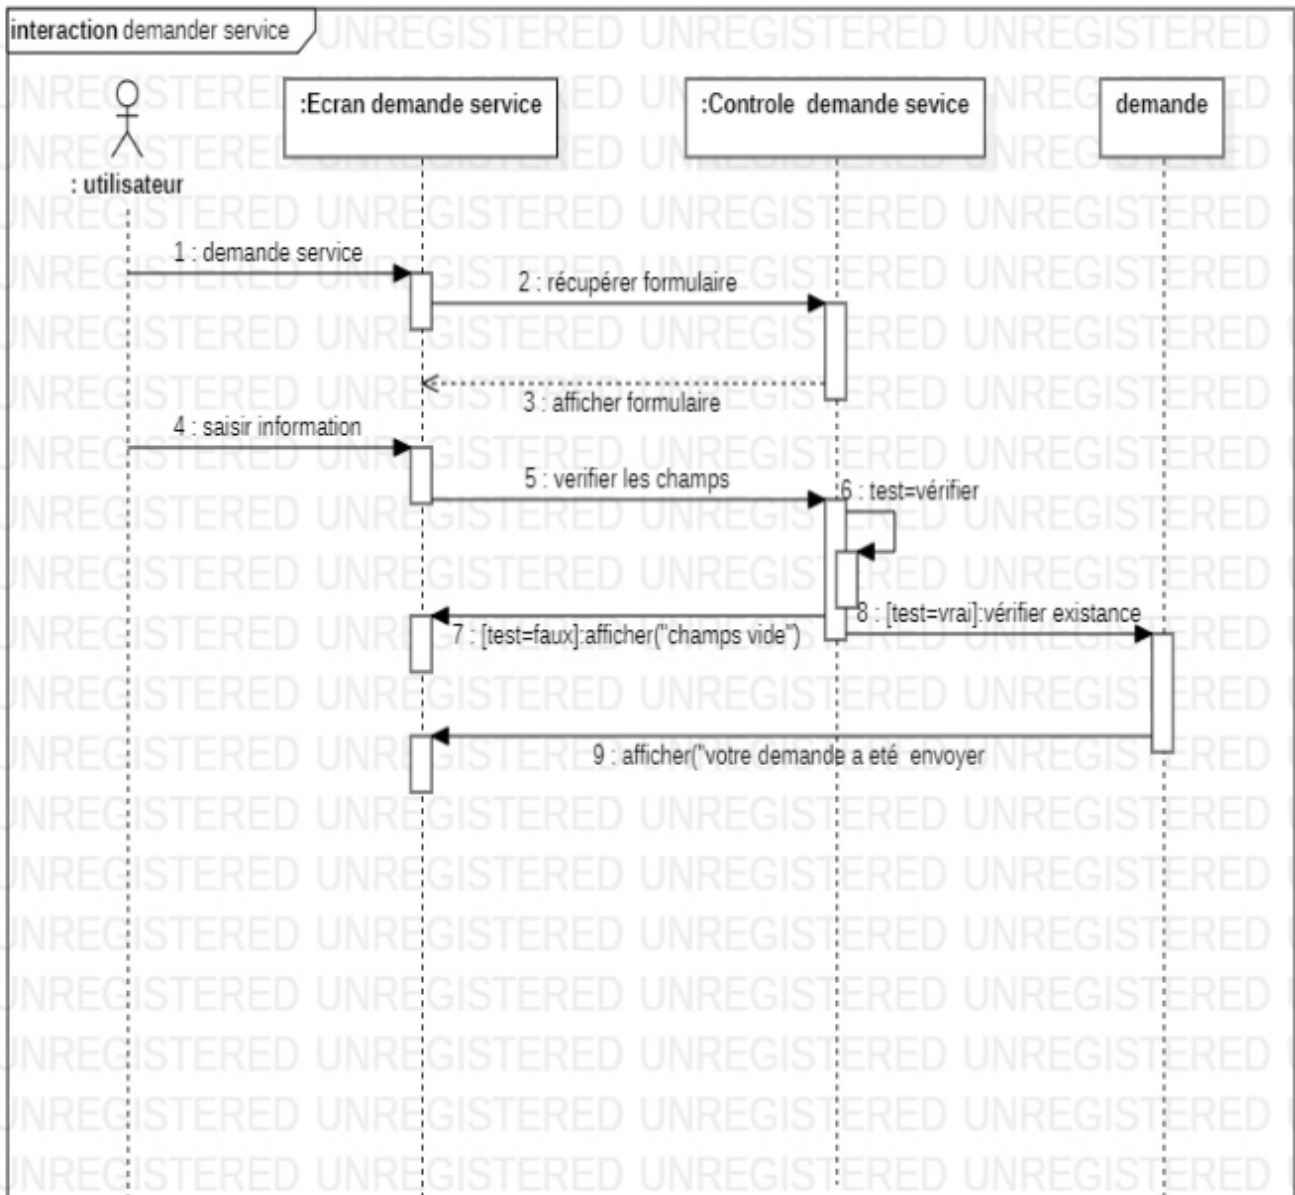 interaction demander service
:Ecran demande service
:Controle demande sevice
demande
: utilisateur
1 : demande service
2 : récupérer formulaire
3 : afficher formulaire
4 : saisir information
5 : verifier les champs
6 : test=vérifier
8 : [test=vrai]:vérifier existance
7 : [test=faux]:afficher("champs vide")
9 : afficher("votre demande a eté envoyer
UNREGISTERED